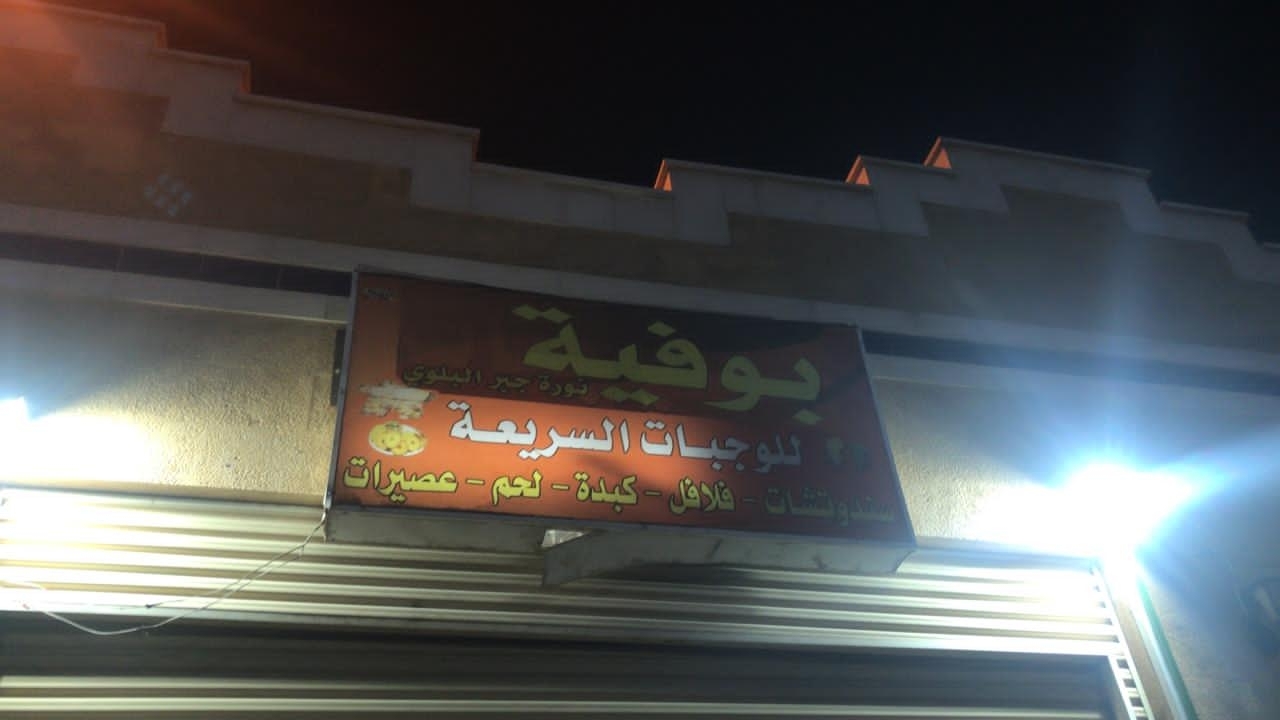 بوفية
نورة جبر البلوي
للوجبات السريعة
سندوتشات - فلافل - كبدة - لحم - عصيرات